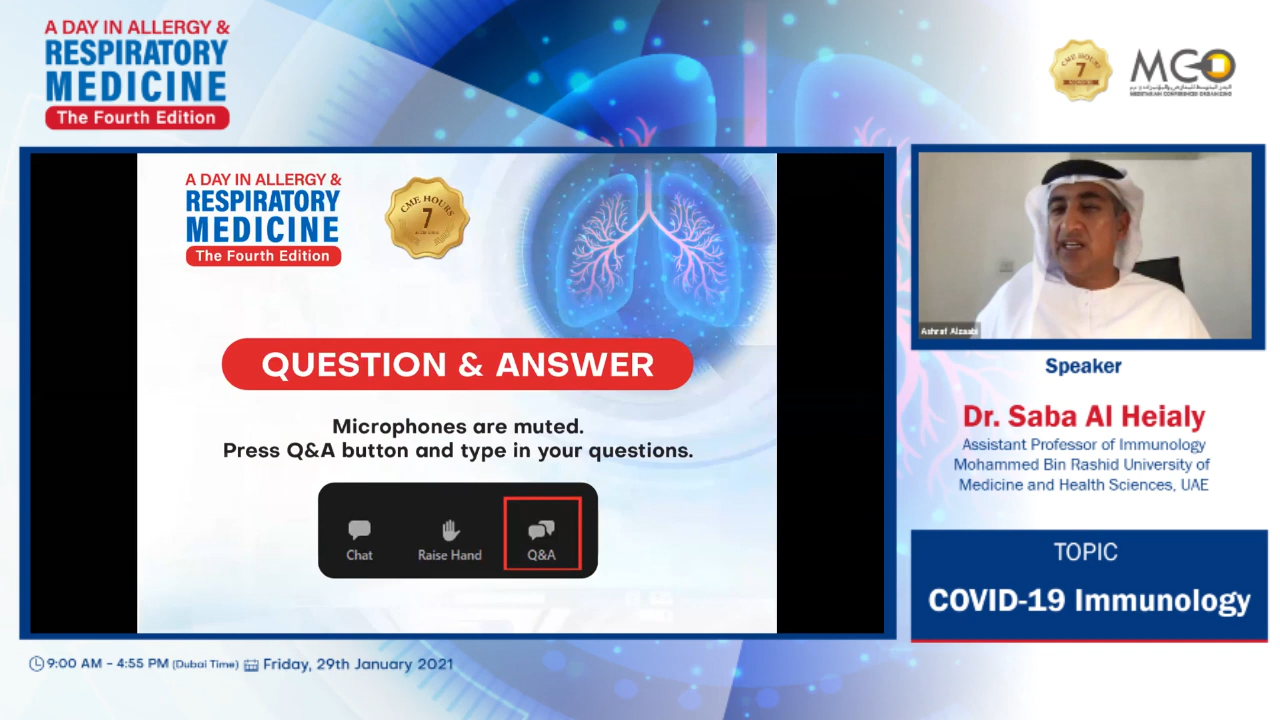 A DAY IN ALLERGY &
RESPIRATORY
MEDICINE
The Fourth Edition
CME HOURS
7
MCO
A DAY IN ALLERGY &
RESPIRATORY
MEDICINE
The Fourth Edition
CME HOURS
7
QUESTION & ANSWER
Microphones are muted.
Press Q&A button and type in your questions.
Chat
Raise Hand
Q&A
Ashraf Alzaabi
Speaker
Dr. Saba Al Heialy
Assistant Professor of Immunology
Mohammed Bin Rashid University of
Medicine and Health Sciences, UAE
TOPIC
COVID-19 Immunology
9:00 AM - 4:55 PM (Dubai Time) Friday, 29th January 2021